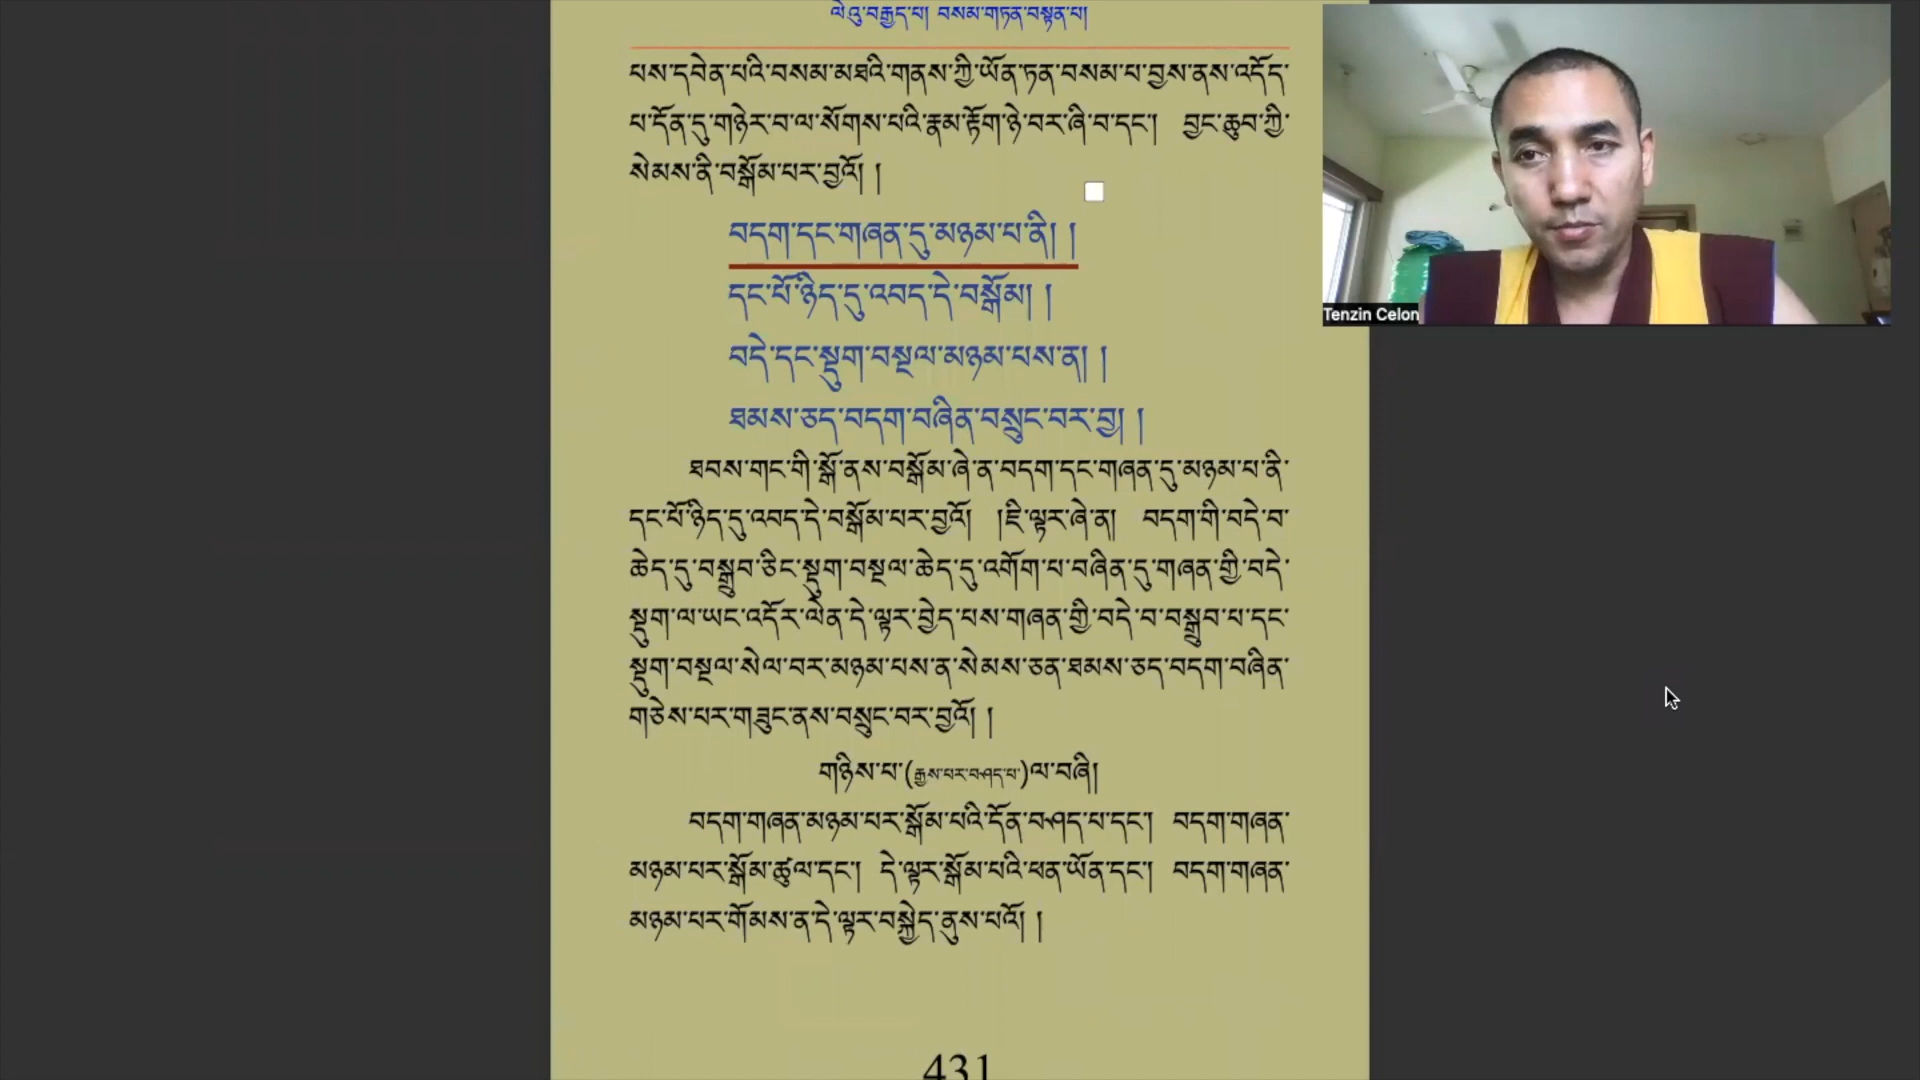 ལེའུ་བརྒྱད་པ། བསམ་གཏན་བསྟན་པ།
པས་དབེན་པའི་བསམ་མཐའི་གནས་ཀྱི་ཡོན་ཏན་བསམ་པ་བྱས་ནས་འདོད་
པ་དོན་དུ་གཉེར་བ་ལ་སོགས་པའི་རྣམ་རྟོག་ཉེ་བར་ཞི་བ་དང་། བྱང་ཆུབ་ཀྱི་
སེམས་ནི་བསྒོམ་པར་བྱའོ། །
བདག་དང་གཞན་དུ་མཉམ་པ་ནི། །
དང་པོ་ཉིད་དུ་འབད་དེ་བསྒོམ། །
བདེ་དང་སྡུག་བསྔལ་མཉམ་པས་ན། །
ཐམས་ཅད་བདག་བཞིན་བསྲུང་བར་བྱ། །
ཐབས་གང་གི་སྒོ་ནས་བསྒོམ་ཞེ་ན་བདག་དང་གཞན་དུ་མཉམ་པ་ནི་
དང་པོ་ཉིད་དུ་འབད་དེ་བསྒོམ་པར་བྱའོ། །ཇི་ལྟར་ཞེ་ན། བདག་གི་བདེ་བ་
ཆེད་དུ་བསྒྲུབ་ཅིང་སྡུག་བསྔལ་ཆེད་དུ་འགོག་པ་བཞིན་དུ་གཞན་གྱི་བདེ་
སྡུག་ལ་ཡང་འདོར་ལེན་དེ་ལྟར་བྱེད་པས་གཞན་གྱི་བདེ་བ་བསྒྲུབ་པ་དང་
སྡུག་བསྔལ་སེལ་བར་མཉམ་པས་ན་སེམས་ཅན་ཐམས་ཅད་བདག་བཞིན་
གཅེས་པར་གཟུང་ནས་བསྲུང་བར་བྱའོ། །
གཉིས་པ་(རྒྱས་པར་བཤད་པ་)ལ་བཞི།
བདག་གཞན་མཉམ་པར་སྒོམ་པའི་དོན་བཤད་པ་དང་། བདག་གཞན་
མཉམ་པར་སྒོམ་ཚུལ་དང་། དེ་ལྟར་སྒོམ་པའི་ཕན་ཡོན་དང་། བདག་གཞན་
མཉམ་པར་གོམས་ན་དེ་ལྟར་བསྐྱེད་ནུས་པའོ། །
431
Tenzin Celon